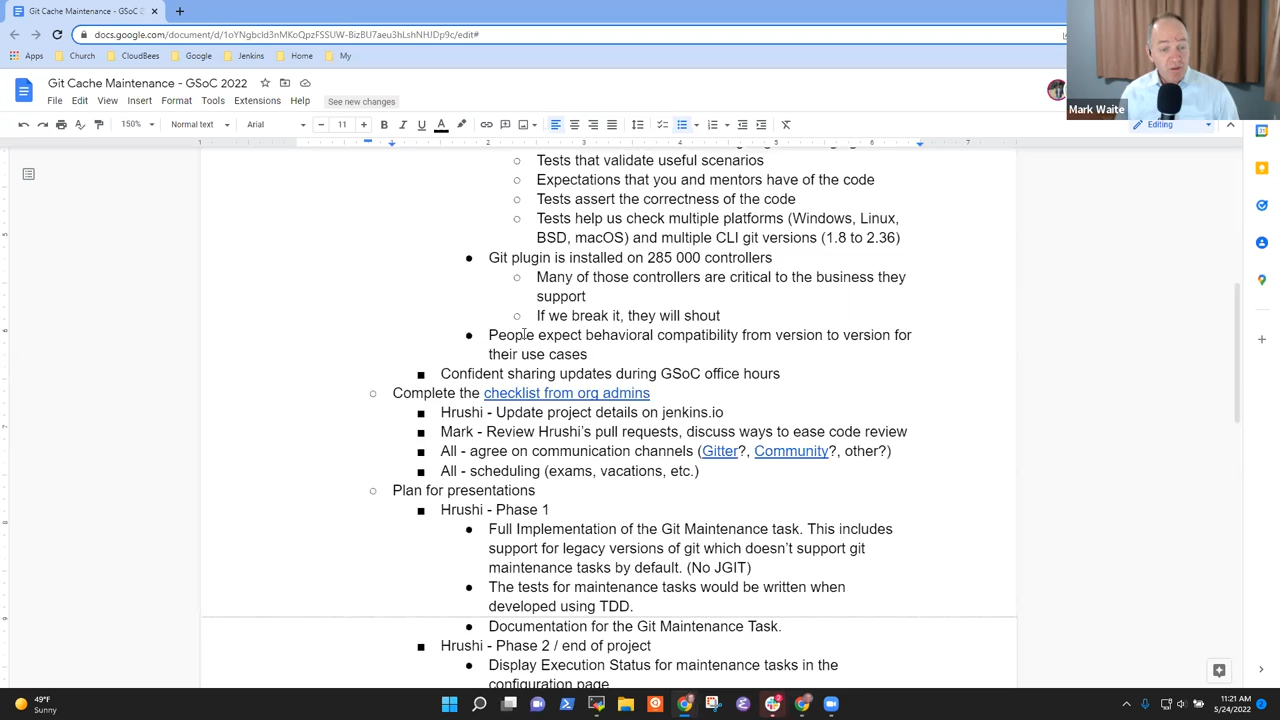 Git Cache Maintenance - GSoC 2
docs.google.com/document/d/1oYNgbcId3nMKoQpzFSSUW-BizBU7aeu3hLshNHJDp9c/edit#
Apps Church CloudBees Google Jenkins Home My
Git Cache Maintenance - GSoC 2022
File Edit View Insert Format Tools Extensions Help See new changes
150% Normal text Arial 11 Editing
Mark Waite
Tests that validate useful scenarios
Expectations that you and mentors have of the code
Tests assert the correctness of the code
Tests help us check multiple platforms (Windows, Linux,
BSD, macOS) and multiple CLI git versions (1.8 to 2.36)
Git plugin is installed on 285 000 controllers
Many of those controllers are critical to the business they
support
If we break it, they will shout
People expect behavioral compatibility from version to version for
their use cases
Confident sharing updates during GSoC office hours
Complete the checklist from org admins
Hrushi - Update project details on jenkins.io
Mark - Review Hrushi's pull requests, discuss ways to ease code review
All - agree on communication channels (Gitter?, Community?, other?)
All - scheduling (exams, vacations, etc.)
Plan for presentations
Hrushi - Phase 1
Full Implementation of the Git Maintenance task. This includes
support for legacy versions of git which doesn't support git
maintenance tasks by default. (No JGIT)
The tests for maintenance tasks would be written when
developed using TDD.
Documentation for the Git Maintenance Task.
Hrushi - Phase 2 / end of project
Display Execution Status for maintenance tasks in the
configuration page
49°F
Sunny
11:21 AM
5/24/2022